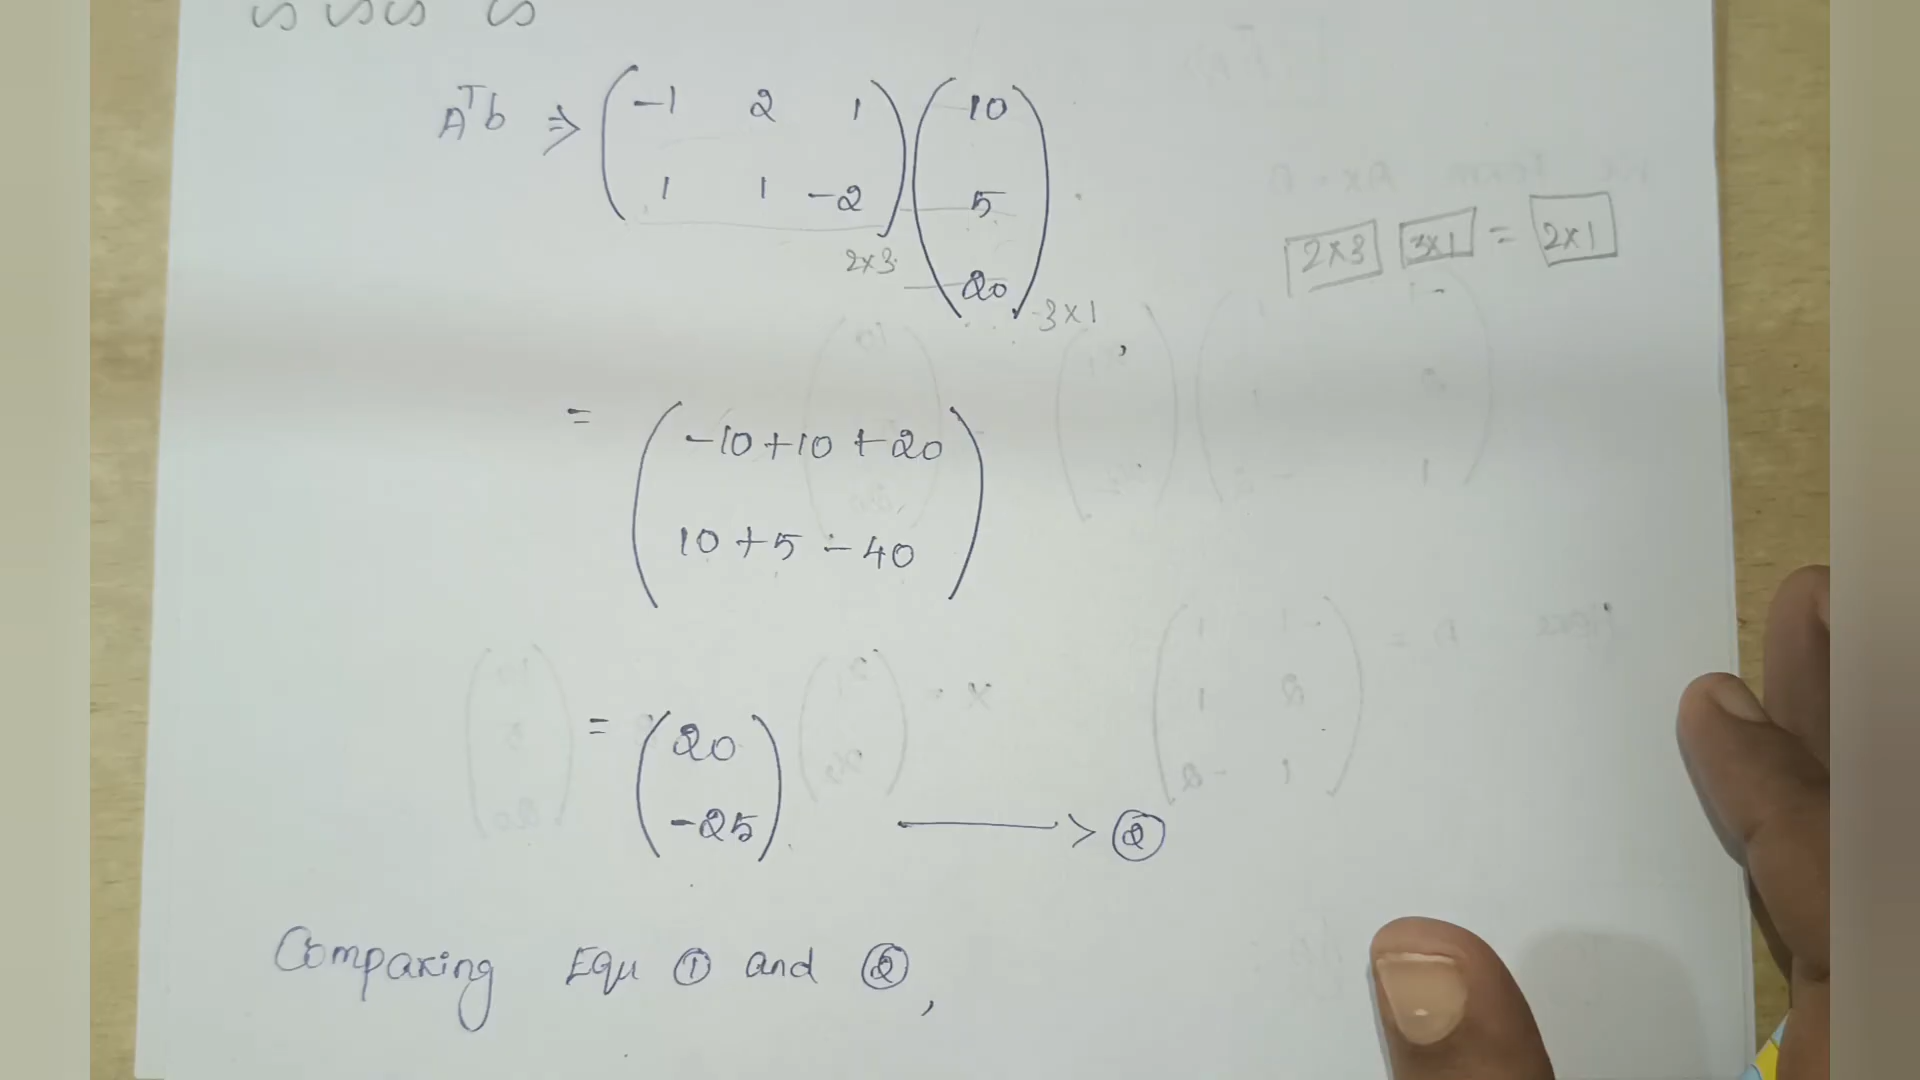 Aᵀb ⇒ ( -1 2 1 ) ( 10 )
( 1 1 -2 ) ( 5 )
2×3 ( 20 ) 3×1
2×3 3×1 = 2×1
= ( -10+10+20 )
( 10+5-40 )
= ( 20 )
( -25 ) ⟶ ②
Comparing Equ ① and ②,